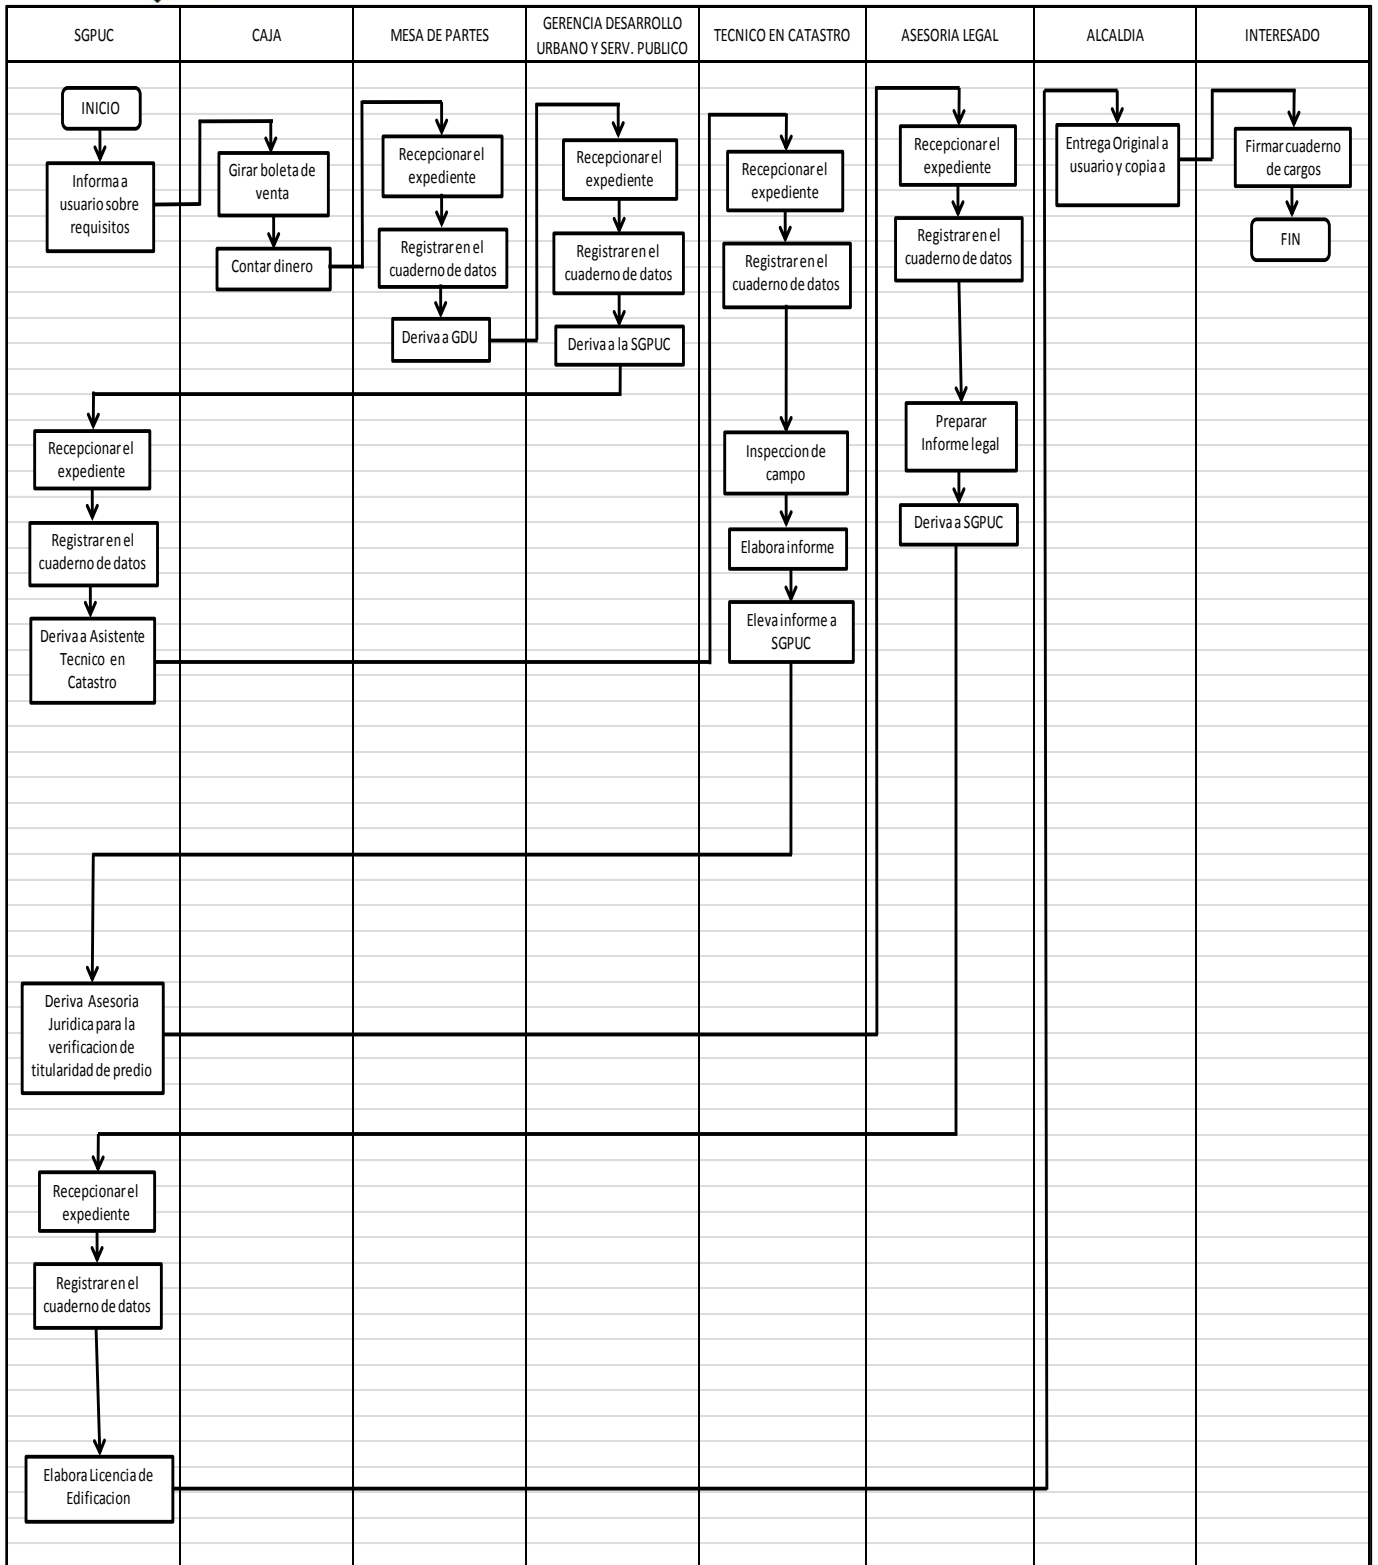 SGPUC
CAJA
MESA DE PARTES
GERENCIA DESARROLLO
URBANO Y SERV. PUBLICO
TECNICO EN CATASTRO
ASESORIA LEGAL
ALCALDIA
INTERESADO
INICIO
Informa a
usuario sobre
requisitos
Girar boleta de
venta
Contar dinero
Recepcionar el
expediente
Registrar en el
cuaderno de datos
Deriva a GDU
Recepcionar el
expediente
Registrar en el
cuaderno de datos
Deriva a la SGPUC
Recepcionar el
expediente
Registrar en el
cuaderno de datos
Deriva a Asistente
Tecnico en
Catastro
Recepcionar el
expediente
Registrar en el
cuaderno de datos
Inspeccion de
campo
Elabora informe
Eleva informe a
SGPUC
Deriva Asesoria
Juridica para la
verificacion de
titularidad de predio
Recepcionar el
expediente
Registrar en el
cuaderno de datos
Preparar
Informe legal
Deriva a SGPUC
Recepcionar el
expediente
Registrar en el
cuaderno de datos
Elabora Licencia de
Edificacion
Entrega Original a
usuario y copia a
Firmar cuaderno
de cargos
FIN